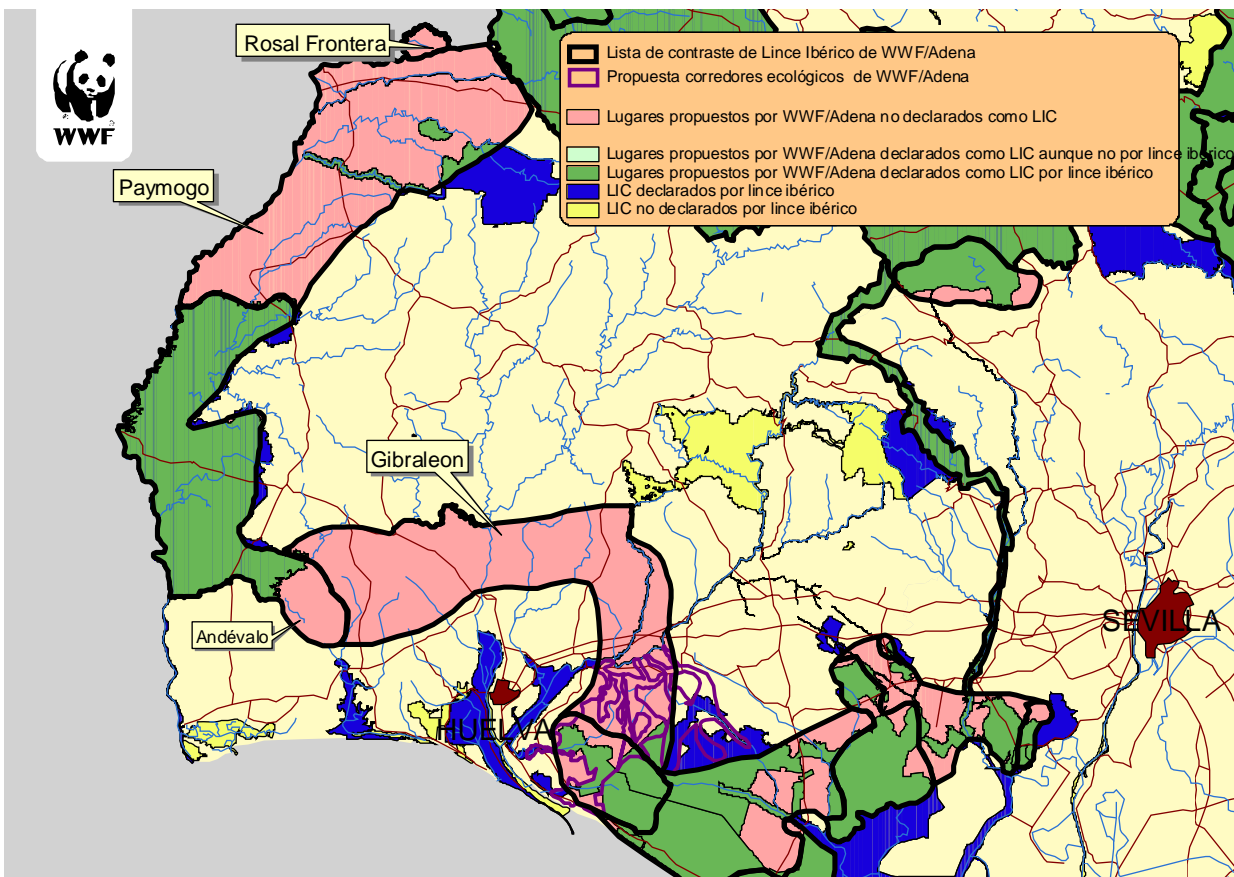 WWF
Rosal Frontera
Lista de contraste de Lince Ibérico de WWF/Adena
Propuesta corredores ecológicos de WWF/Adena
Lugares propuestos por WWF/Adena no declarados como LIC
Lugares propuestos por WWF/Adena declarados como LIC aunque no por lince ibérico
Lugares propuestos por WWF/Adena declarados como LIC por lince ibérico
LIC declarados por lince ibérico
LIC no declarados por lince ibérico
Paymogo
Gibraleon
Andévalo
SEVILLA
HUELVA